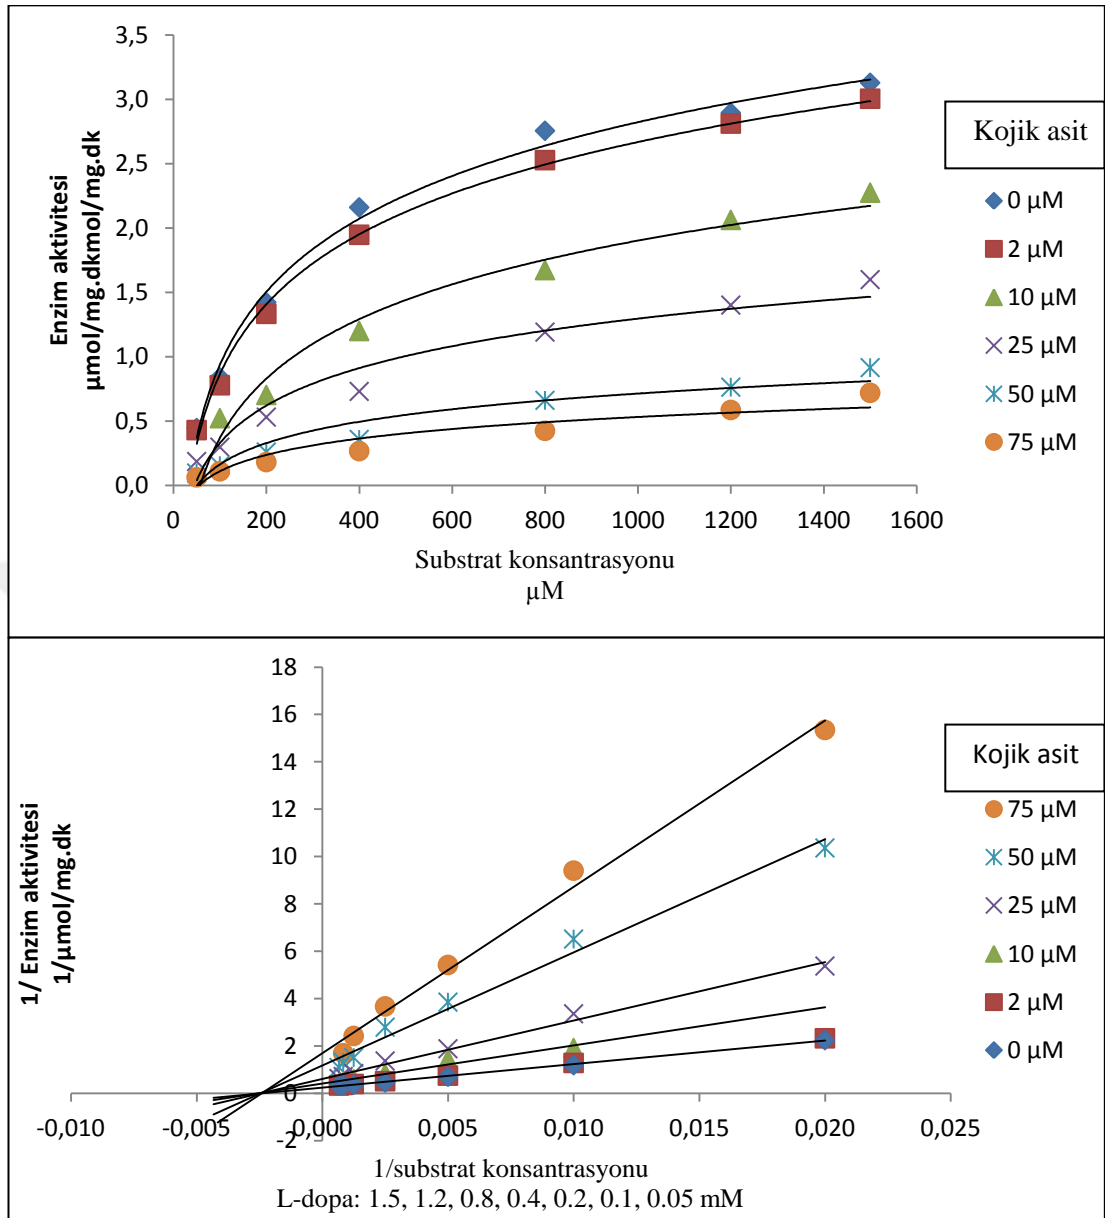 3,5
3,0
2,5
2,0
1,5
1,0
0,5
0,0
0
200
400
600
800
1000
1200
1400
1600
Enzim aktivitesi
µmol/mg.dkmol/mg.dk
Substrat konsantrasyonu
µM
Kojik asit
0 µM
2 µM
10 µM
25 µM
50 µM
75 µM
18
16
14
12
10
8
6
4
2
0
-2
-0,010
-0,005
0,000
0,005
0,010
0,015
0,020
0,025
1/ Enzim aktivitesi
1/µmol/mg.dk
1/substrat konsantrasyonu
L-dopa: 1.5, 1.2, 0.8, 0.4, 0.2, 0.1, 0.05 mM
Kojik asit
75 µM
50 µM
25 µM
10 µM
2 µM
0 µM